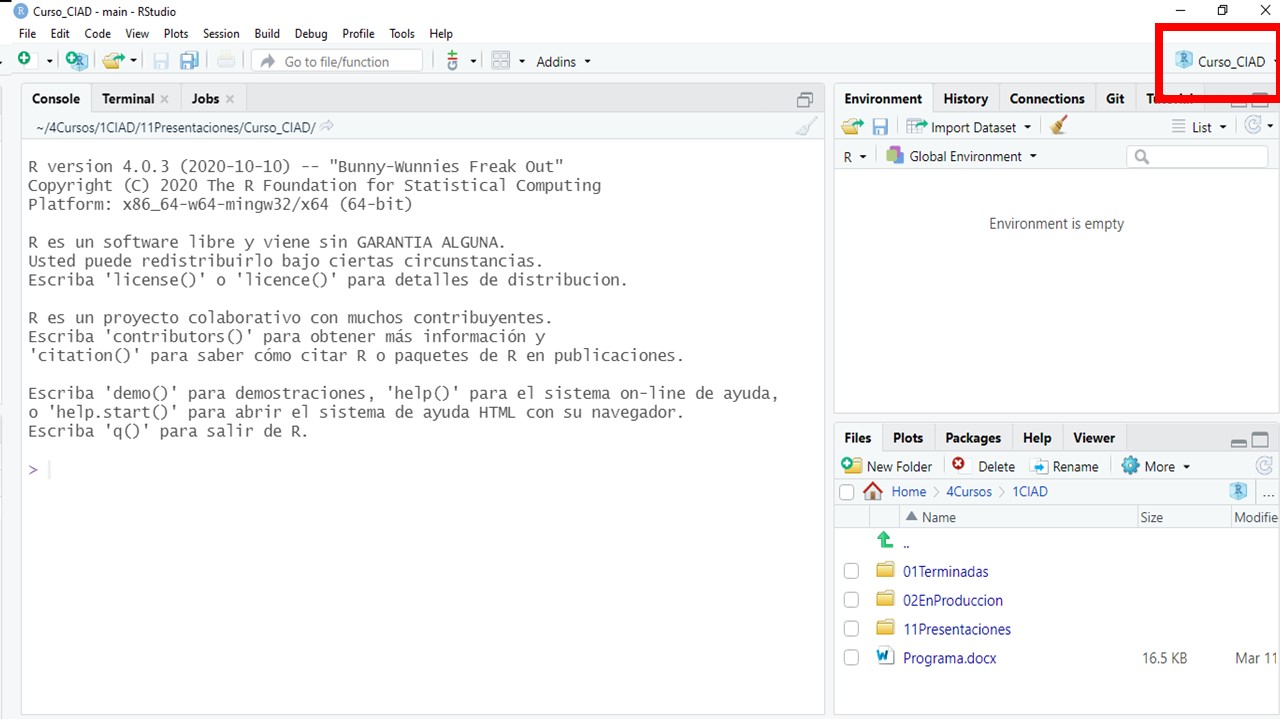 Curso_CIAD - main - RStudio
File Edit Code View Plots Session Build Debug Profile Tools Help
Go to file/function Addins Curso_CIAD
Console Terminal Jobs
~/4Cursos/1CIAD/11Presentaciones/Curso_CIAD/
R version 4.0.3 (2020-10-10) -- "Bunny-Wunnies Freak Out"
Copyright (C) 2020 The R Foundation for Statistical Computing
Platform: x86_64-w64-mingw32/x64 (64-bit)
R es un software libre y viene sin GARANTIA ALGUNA.
Usted puede redistribuirlo bajo ciertas circunstancias.
Escriba 'license()' o 'licence()' para detalles de distribucion.
R es un proyecto colaborativo con muchos contribuyentes.
Escriba 'contributors()' para obtener más información y
'citation()' para saber cómo citar R o paquetes de R en publicaciones.
Escriba 'demo()' para demostraciones, 'help()' para el sistema on-line de ayuda,
o 'help.start()' para abrir el sistema de ayuda HTML con su navegador.
Escriba 'q()' para salir de R.
>
Environment History Connections Git
Import Dataset List
R Global Environment
Environment is empty
Files Plots Packages Help Viewer
New Folder Delete Rename More
Home 4Cursos 1CIAD ...
Name Size Modifie
..
01Terminadas
02EnProduccion
11Presentaciones
Programa.docx 16.5 KB Mar 11